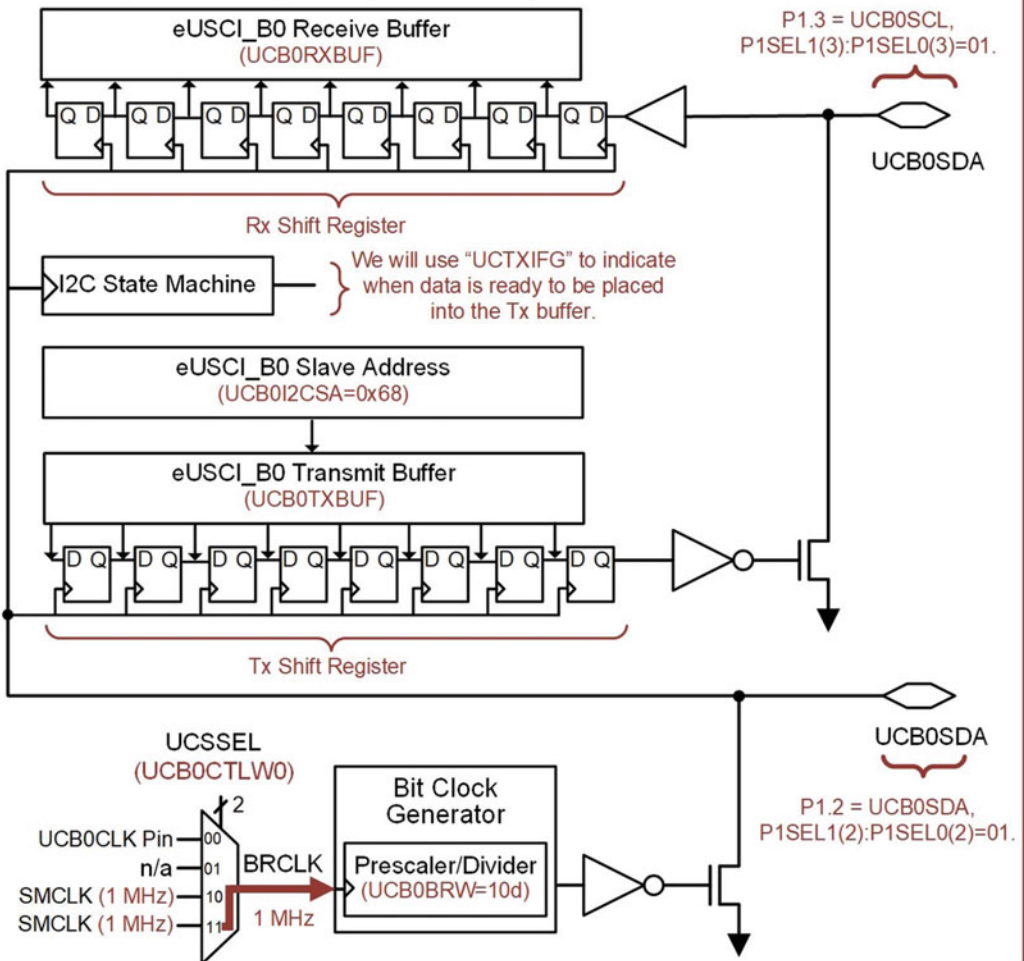 eUSCI_B0 Receive Buffer
(UCB0RXBUF)
P1.3 = UCB0SCL,
P1SEL1(3):P1SEL0(3)=01.
Q D Q D Q D Q D Q D Q D Q D Q D
UCB0SDA
Rx Shift Register
I2C State Machine
We will use “UCTXIFG” to indicate
when data is ready to be placed
into the Tx buffer.
eUSCI_B0 Slave Address
(UCB0I2CSA=0x68)
eUSCI_B0 Transmit Buffer
(UCB0TXBUF)
D Q D Q D Q D Q D Q D Q D Q D Q
Tx Shift Register
UCB0SDA
P1.2 = UCB0SDA,
P1SEL1(2):P1SEL0(2)=01.
UCSSEL
(UCB0CTLW0)
2
UCB0CLK Pin 00
n/a 01
SMCLK (1 MHz) 10
SMCLK (1 MHz) 11
BRCLK
1 MHz
Bit Clock
Generator
Prescaler/Divider
(UCB0BRW=10d)